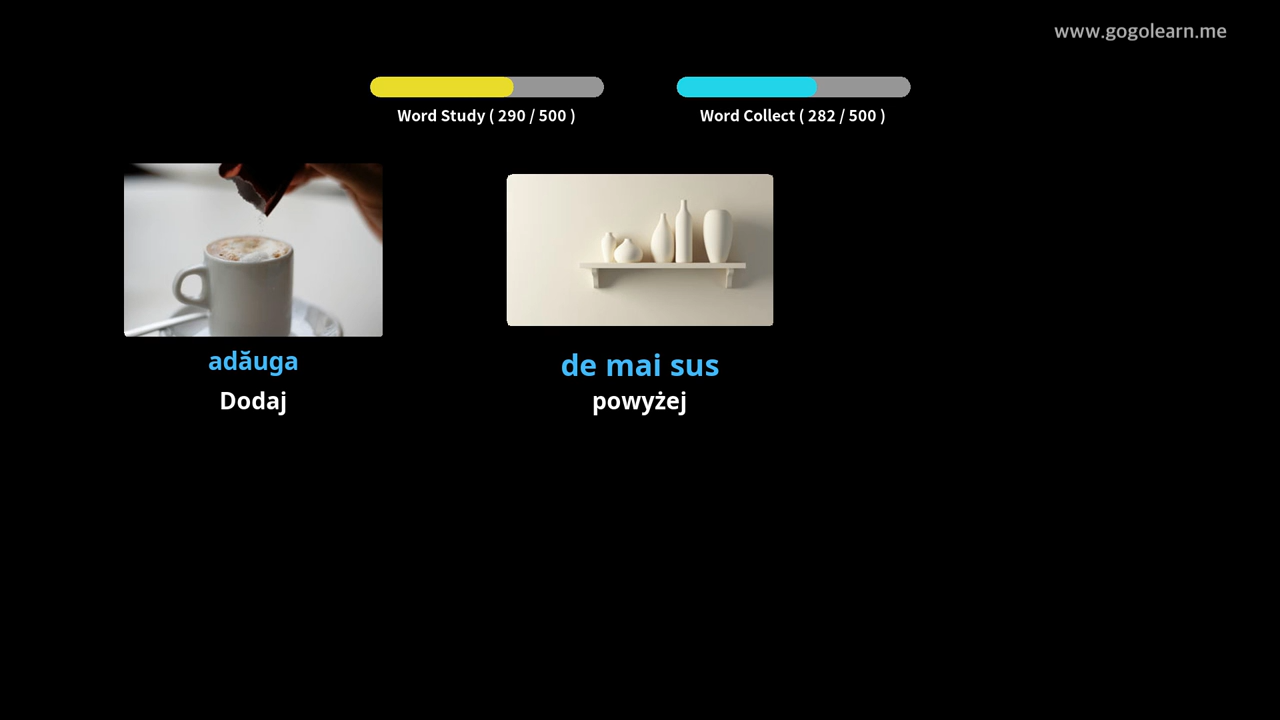 www.gogolearn.me
Word Study ( 290 / 500 )
Word Collect ( 282 / 500 )
adăuga
Dodaj
de mai sus
powyżej